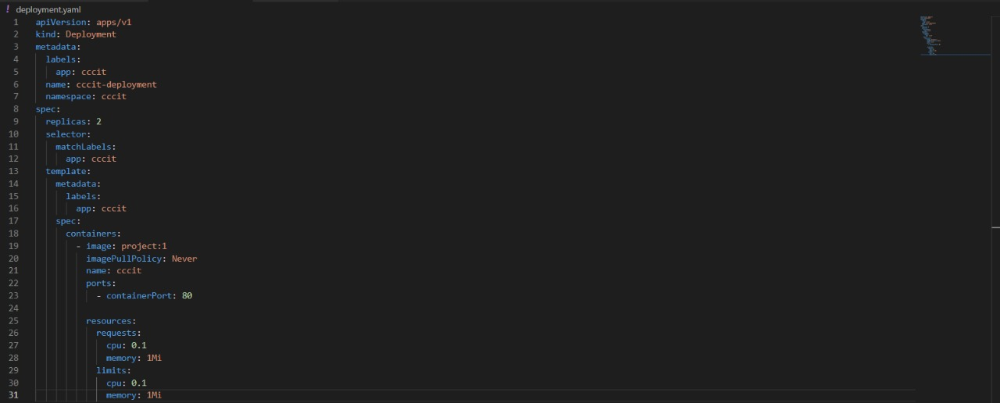 ! deployment.yaml
1 apiVersion: apps/v1
2 kind: Deployment
3 metadata:
4   labels:
5     app: cccit
6   name: cccit-deployment
7   namespace: cccit
8 spec:
9   replicas: 2
10   selector:
11     matchLabels:
12       app: cccit
13   template:
14     metadata:
15       labels:
16         app: cccit
17     spec:
18       containers:
19         - image: project:1
20           imagePullPolicy: Never
21           name: cccit
22           ports:
23             - containerPort: 80
24
25           resources:
26             requests:
27               cpu: 0.1
28               memory: 1Mi
29             limits:
30               cpu: 0.1
31               memory: 1Mi